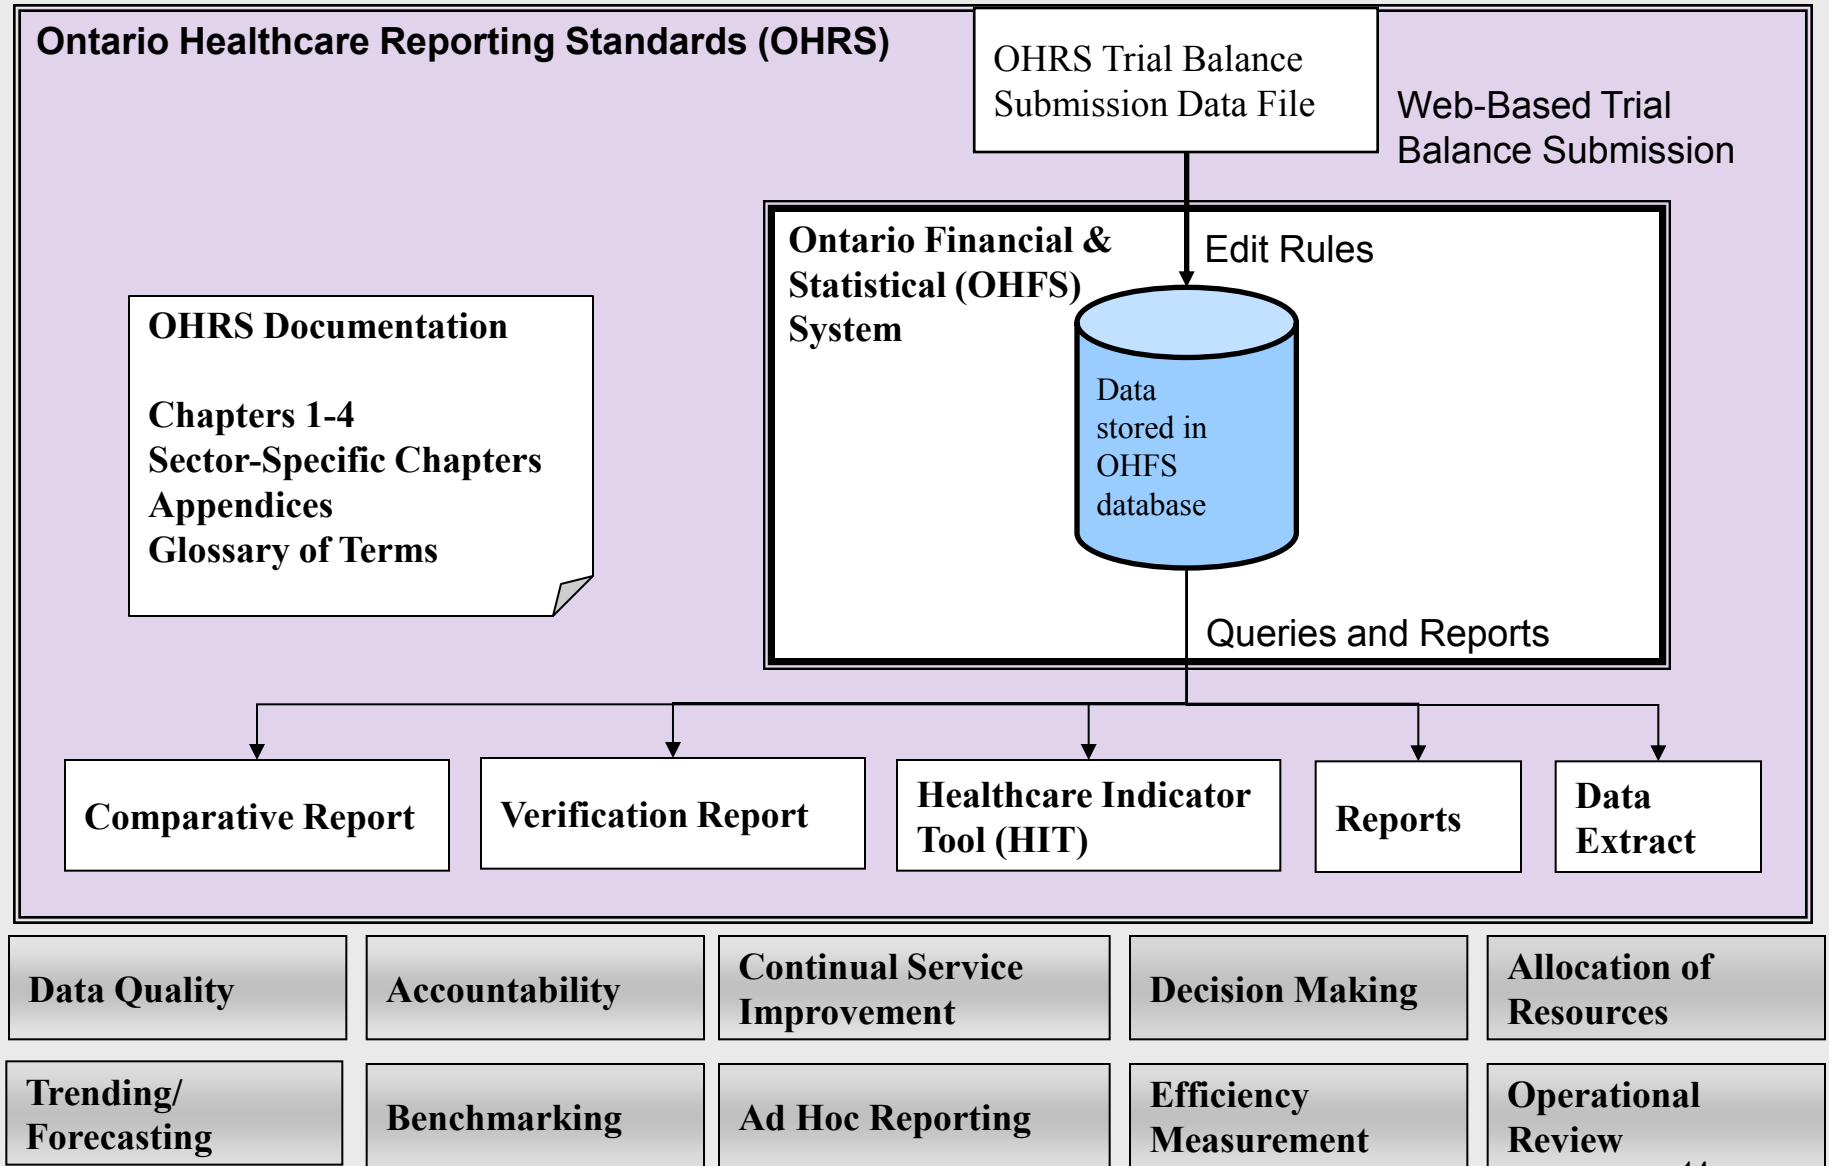 Ontario Healthcare Reporting Standards (OHRS)
OHRS Trial Balance
Submission Data File
Web-Based Trial
Balance Submission
Ontario Financial &
Statistical (OHFS)
System
Edit Rules
OHRS Documentation
Chapters 1-4
Sector-Specific Chapters
Appendices
Glossary of Terms
Data
stored in
OHFS
database
Queries and Reports
Comparative Report
Verification Report
Healthcare Indicator
Tool (HIT)
Reports
Data
Extract
Data Quality
Accountability
Continual Service
Improvement
Decision Making
Allocation of
Resources
Trending/
Forecasting
Benchmarking
Ad Hoc Reporting
Efficiency
Measurement
Operational
Review